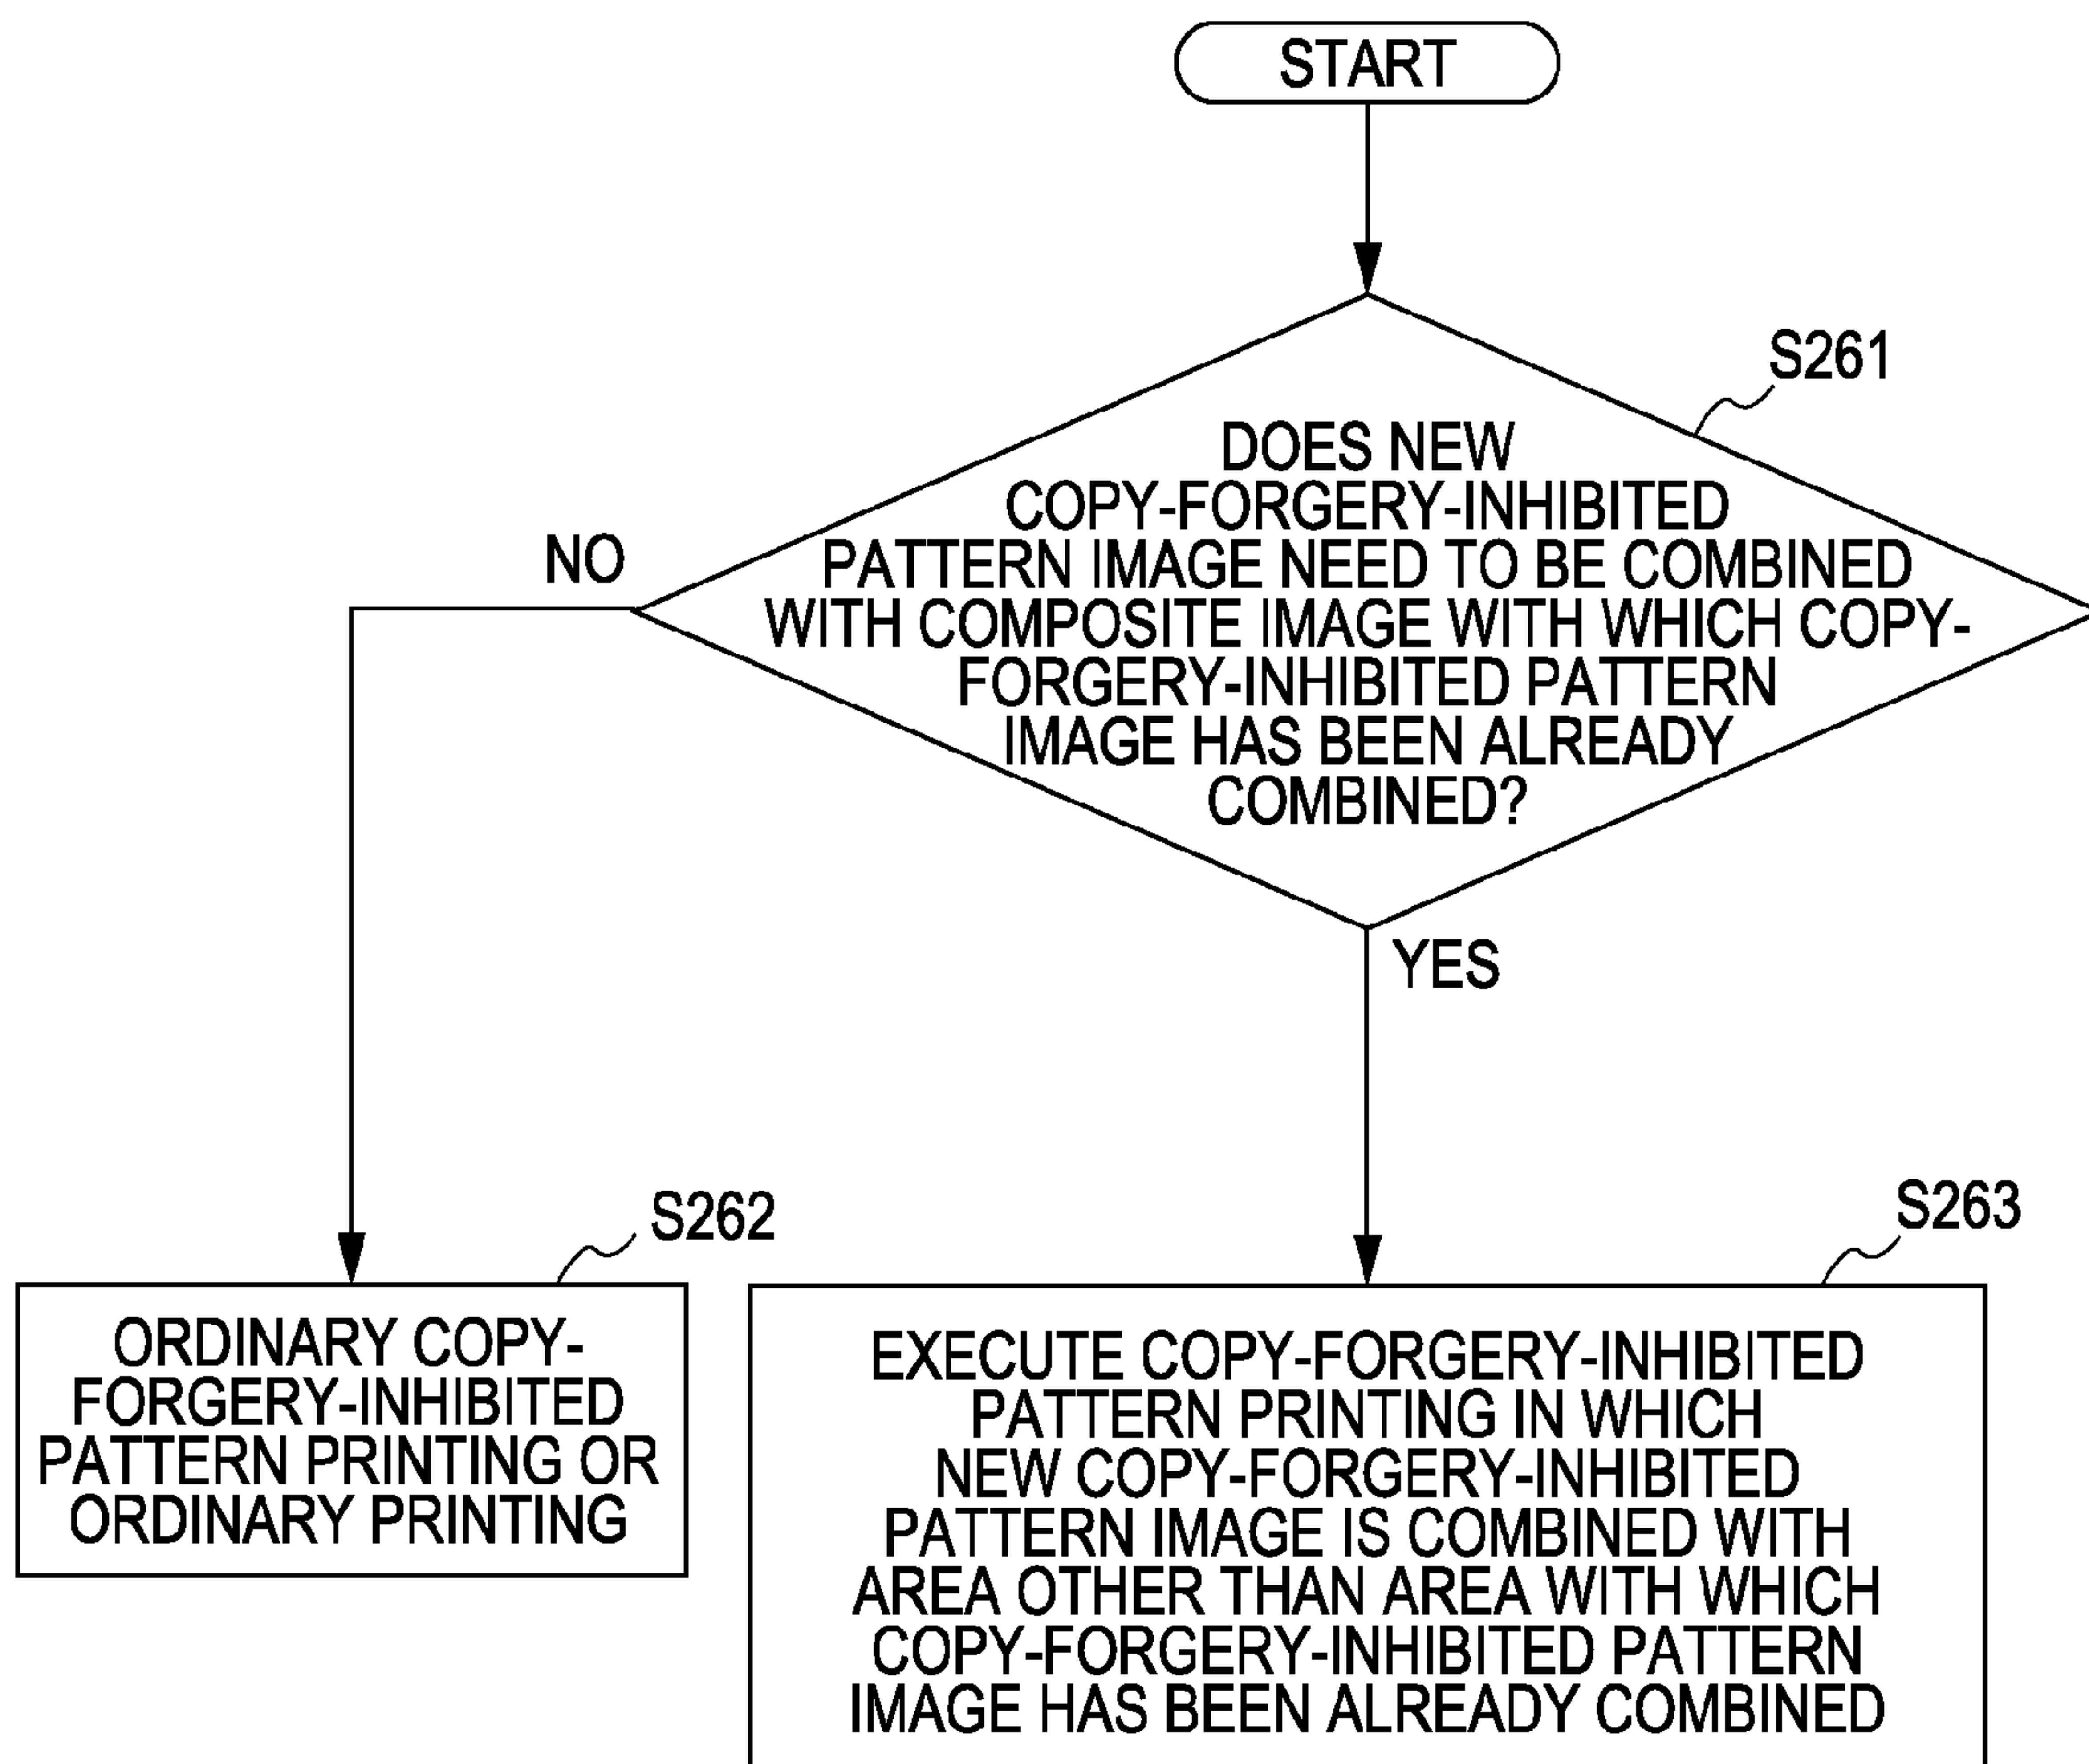 START
S261
DOES NEW
COPY-FORGERY-INHIBITED
PATTERN IMAGE NEED TO BE COMBINED
WITH COMPOSITE IMAGE WITH WHICH COPY-
FORGERY-INHIBITED PATTERN
IMAGE HAS BEEN ALREADY
COMBINED?
NO
YES
S262
ORDINARY COPY-
FORGERY-INHIBITED
PATTERN PRINTING OR
ORDINARY PRINTING
S263
EXECUTE COPY-FORGERY-INHIBITED
PATTERN PRINTING IN WHICH
NEW COPY-FORGERY-INHIBITED
PATTERN IMAGE IS COMBINED WITH
AREA OTHER THAN AREA WITH WHICH
COPY-FORGERY-INHIBITED PATTERN
IMAGE HAS BEEN ALREADY COMBINED